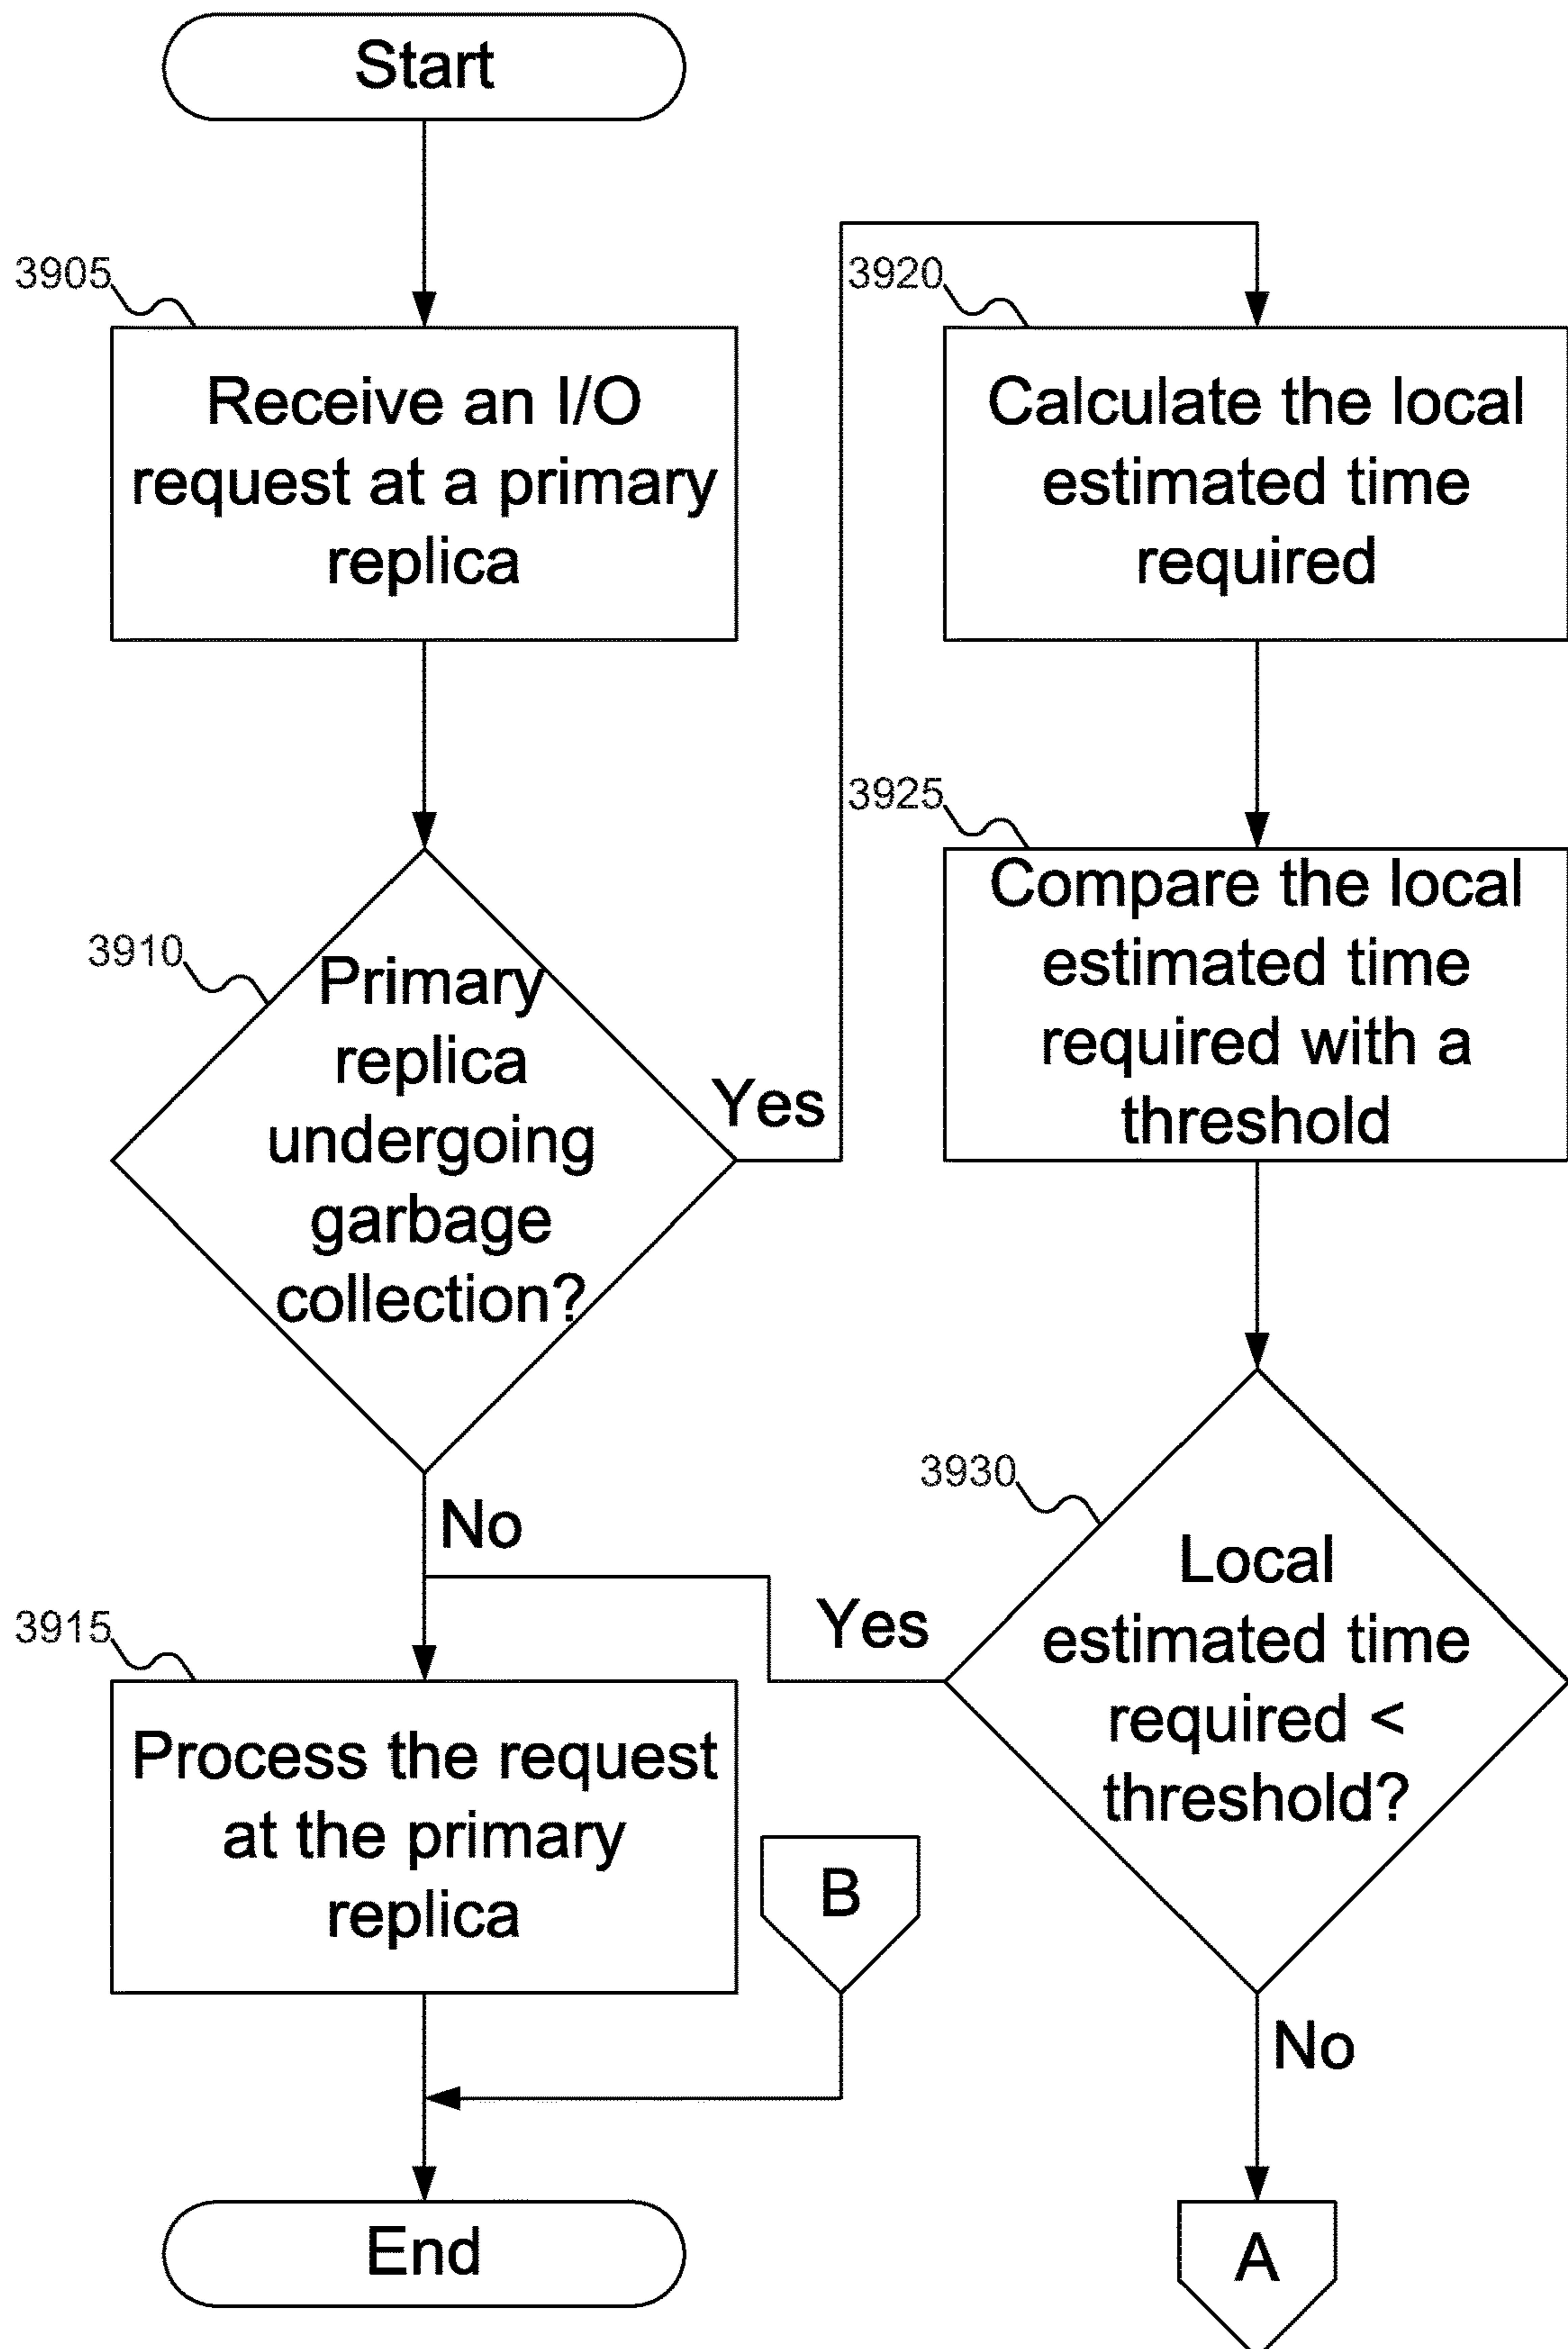 Start
3905
Receive an I/O
request at a primary
replica
3910
Primary
replica
undergoing
garbage
collection?
Yes
No
3915
Process the request
at the primary
replica
B
End
3920
Calculate the local
estimated time
required
3925
Compare the local
estimated time
required with a
threshold
3930
Local
estimated time
required <
threshold?
Yes
No
A